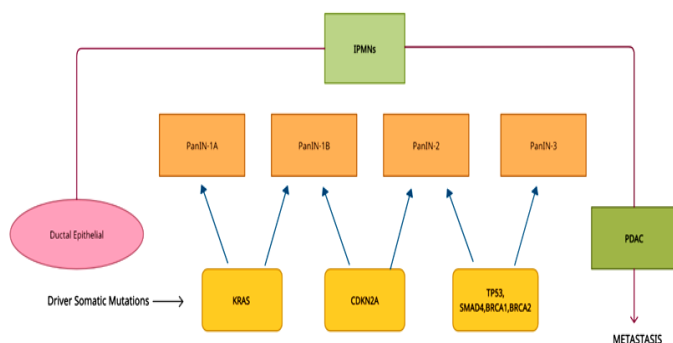 IPMNs
PanIN-1A
PanIN-1B
PanIN-2
PanIN-3
Ductal Epithelial
PDAC
Driver Somatic Mutations
KRAS
CDKN2A
TP53,
SMAD4,BRCA1,BRCA2
METASTASIS